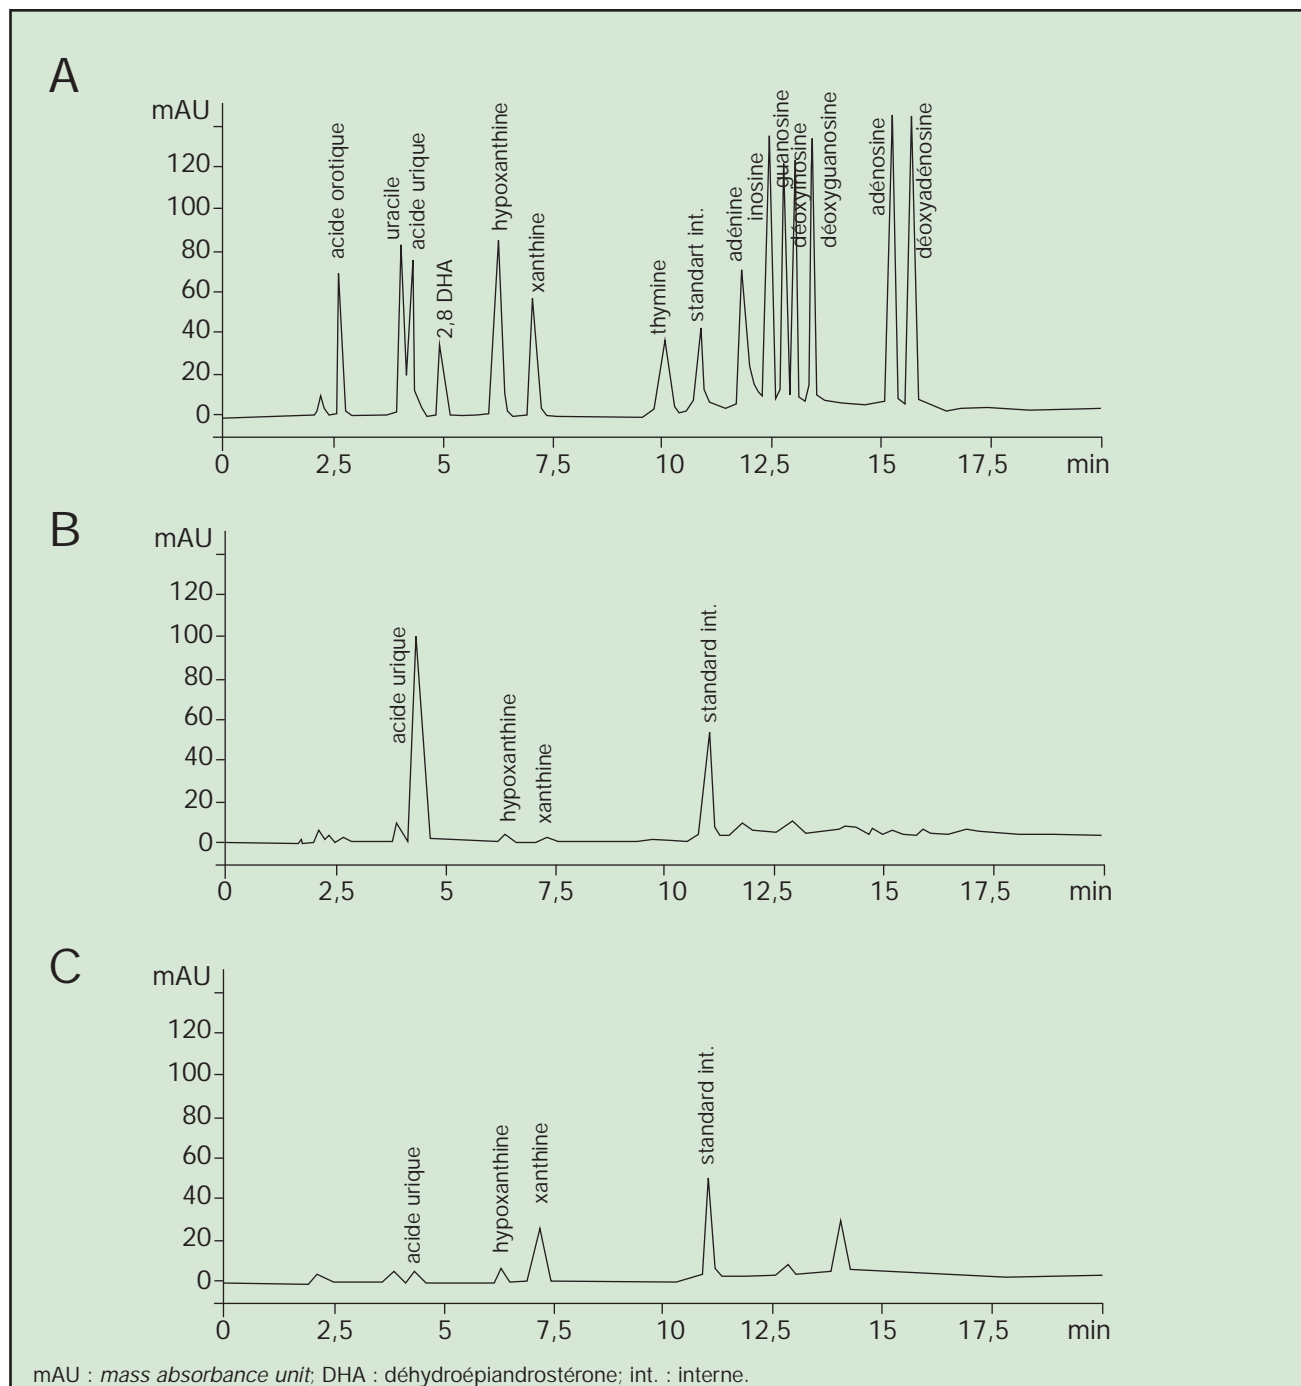 A
mAU
120
100
80
60
40
20
0
acide orotique
uracile
acide urique
2,8 DHA
hypoxanthine
xanthine
thymine
standart int.
adénine
inosine
guanosine
déoxyinosine
déoxyguanosine
adénosine
déoxyadénosine
0 2,5 5 7,5 10 12,5 15 17,5 min
B
mAU
120
100
80
60
40
20
0
acide urique
hypoxanthine
xanthine
standard int.
0 2,5 5 7,5 10 12,5 15 17,5 min
C
mAU
120
100
80
60
40
20
0
acide urique
hypoxanthine
xanthine
standard int.
0 2,5 5 7,5 10 12,5 15 17,5 min
mAU : mass absorbance unit; DHA : déhydroépiandrostérone; int. : interne.